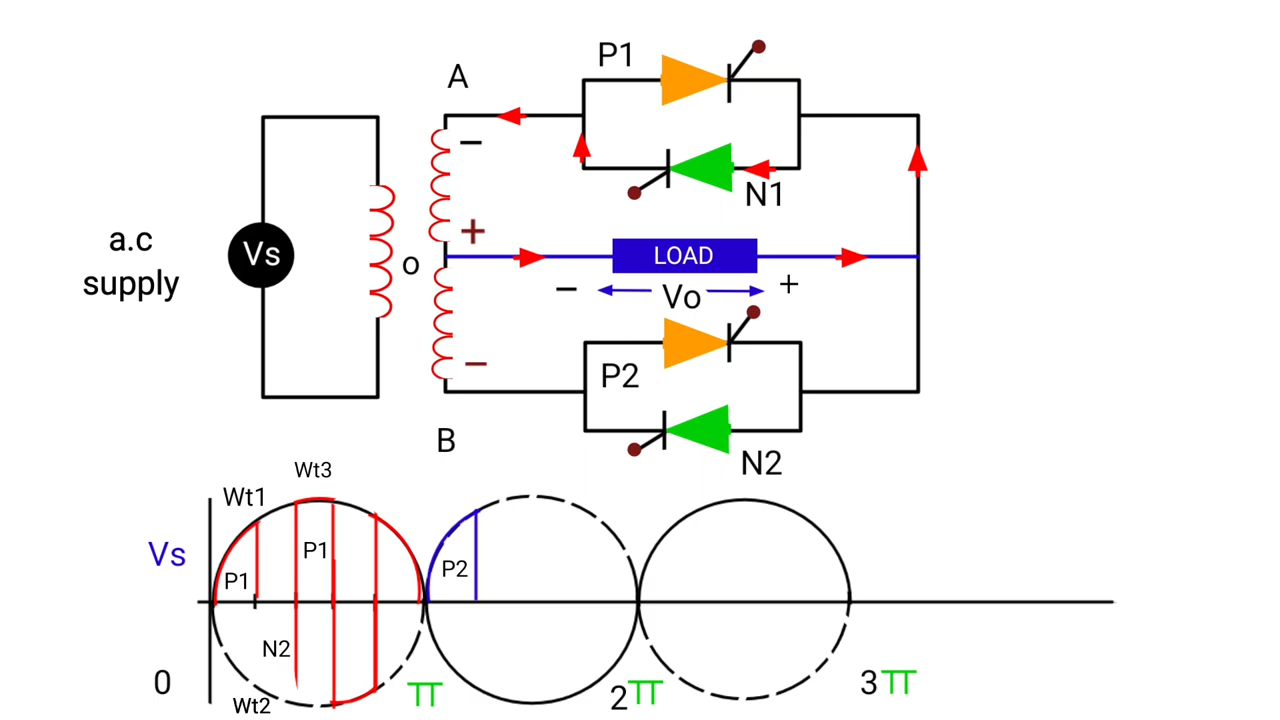 P1
A
−
N1
+
a.c
supply
Vs
o
LOAD
− Vo +
P2
−
B
N2
Wt3
Wt1
Vs
P1
P1
P2
N2
0
Wt2
π
2π
3π